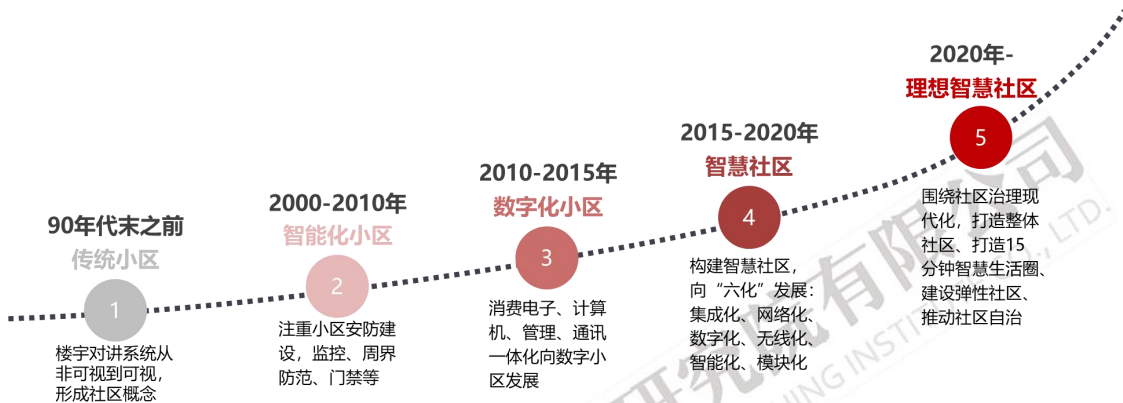 90年代末之前
传统小区
1
楼宇对讲系统从
非可视到可视，
形成社区概念
2000-2010年
智能化小区
2
注重小区安防建
设，监控、周界
防范、门禁等
2010-2015年
数字化小区
3
消费电子、计算
机、管理、通讯
一体化向数字小
区发展
2015-2020年
智慧社区
4
构建智慧社区，
向“六化”发展：
集成化、网络化、
数字化、无线化、
智能化、模块化
2020年-
理想智慧社区
5
围绕社区治理现
代化，打造整体
社区、打造15
分钟智慧生活圈、
建设弹性社区、
推动社区自治
研究院有限公司